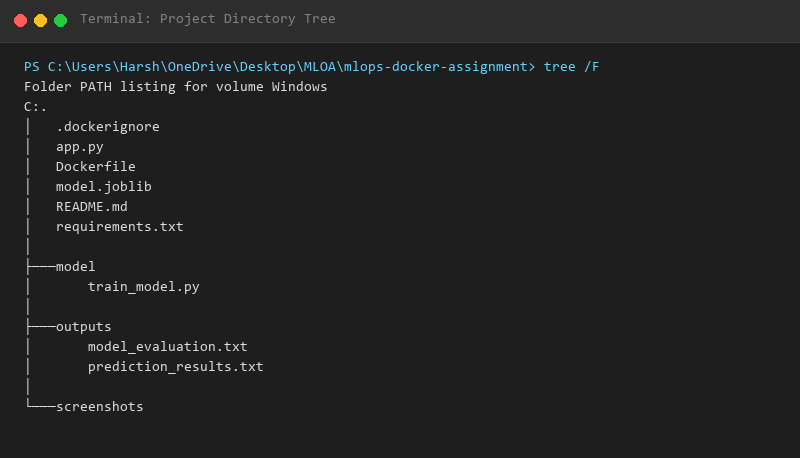 Terminal: Project Directory Tree
PS C:\Users\Harsh\OneDrive\Desktop\MLOA\mlops-docker-assignment> tree /F
Folder PATH listing for volume Windows
C:.
│   .dockerignore
│   app.py
│   Dockerfile
│   model.joblib
│   README.md
│   requirements.txt
│
├───model
│       train_model.py
│
├───outputs
│       model_evaluation.txt
│       prediction_results.txt
│
└───screenshots